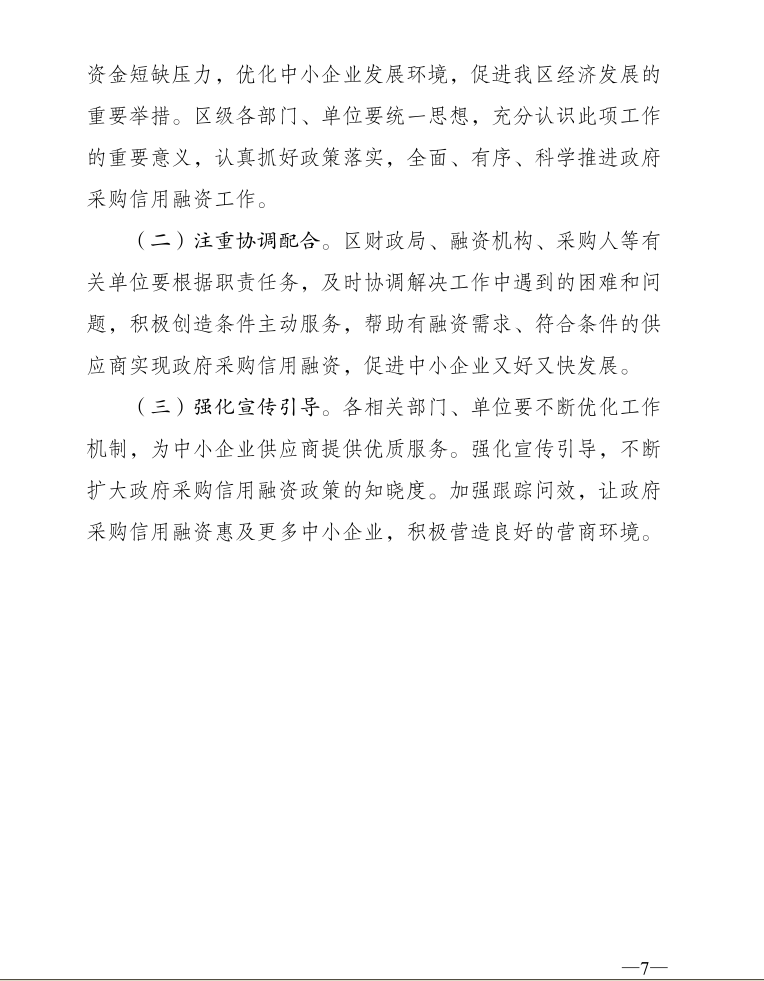 资金短缺压力，优化中小企业发展环境，促进我区经济发展的
重要举措。区级各部门、单位要统一思想，充分认识此项工作
的重要意义，认真抓好政策落实，全面、有序、科学推进政府
采购信用融资工作。
（二）注重协调配合。区财政局、融资机构、采购人等有
关单位要根据职责任务，及时协调解决工作中遇到的困难和问
题，积极创造条件主动服务，帮助有融资需求、符合条件的供
应商实现政府采购信用融资，促进中小企业又好又快发展。
（三）强化宣传引导。各相关部门、单位要不断优化工作
机制，为中小企业供应商提供优质服务。强化宣传引导，不断
扩大政府采购信用融资政策的知晓度。加强跟踪问效，让政府
采购信用融资惠及更多中小企业，积极营造良好的营商环境。
—7—